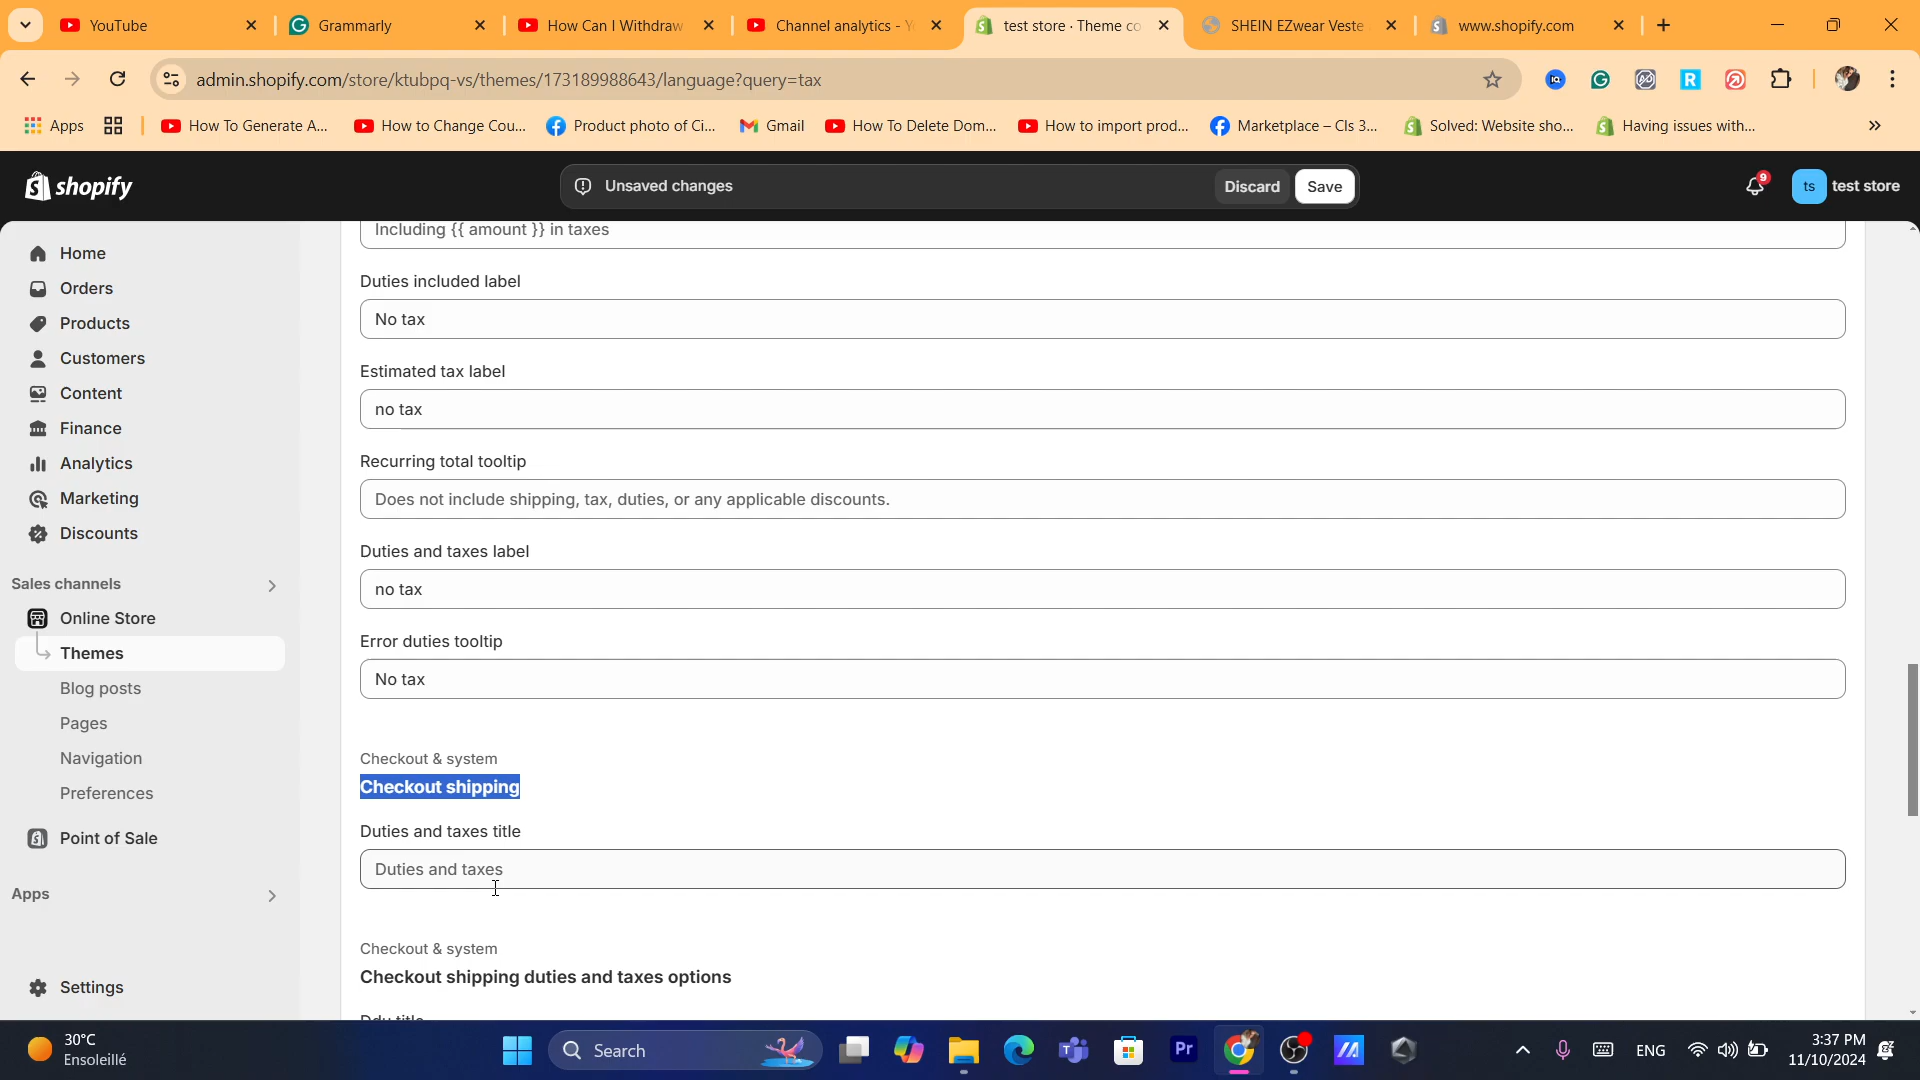 YouTube
Grammarly
How Can I Withdraw
Channel analytics - Y
test store · Theme co
SHEIN EZwear Veste
www.shopify.com
admin.shopify.com/store/ktubpq-vs/themes/173189988643/language?query=tax
Apps
How To Generate A...
How to Change Cou...
Product photo of Ci...
Gmail
How To Delete Dom...
How to import prod...
Marketplace – Cls 3...
Solved: Website sho...
Having issues with...
»
shopify
Unsaved changes
Discard
Save
9
ts
test store
Home
Orders
Products
Customers
Content
Finance
Analytics
Marketing
Discounts
Sales channels
Online Store
Themes
Blog posts
Pages
Navigation
Preferences
Point of Sale
Apps
Settings
Including {{ amount }} in taxes
Duties included label
No tax
Estimated tax label
no tax
Recurring total tooltip
Does not include shipping, tax, duties, or any applicable discounts.
Duties and taxes label
no tax
Error duties tooltip
No tax
Checkout & system
Checkout shipping
Duties and taxes title
Duties and taxes
Checkout & system
Checkout shipping duties and taxes options
Ddu title
30°C
Ensoleillé
Search
Pr
ENG
3:37 PM
11/10/2024